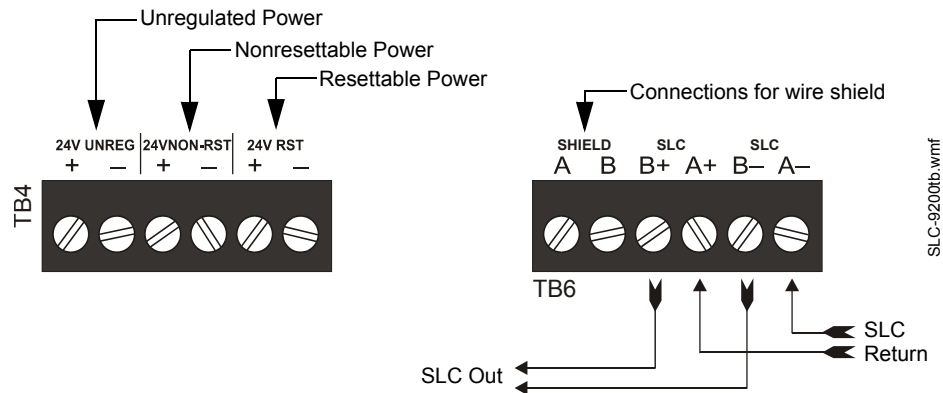 Unregulated Power
Nonresettable Power
Resettable Power
24V UNREG 24VNON-RST 24V RST
+ – + – + –
TB4
Connections for wire shield
SHIELD SLC SLC
A B B+ A+ B– A–
TB6
SLC
Return
SLC Out
SLC-9200tb.wmf